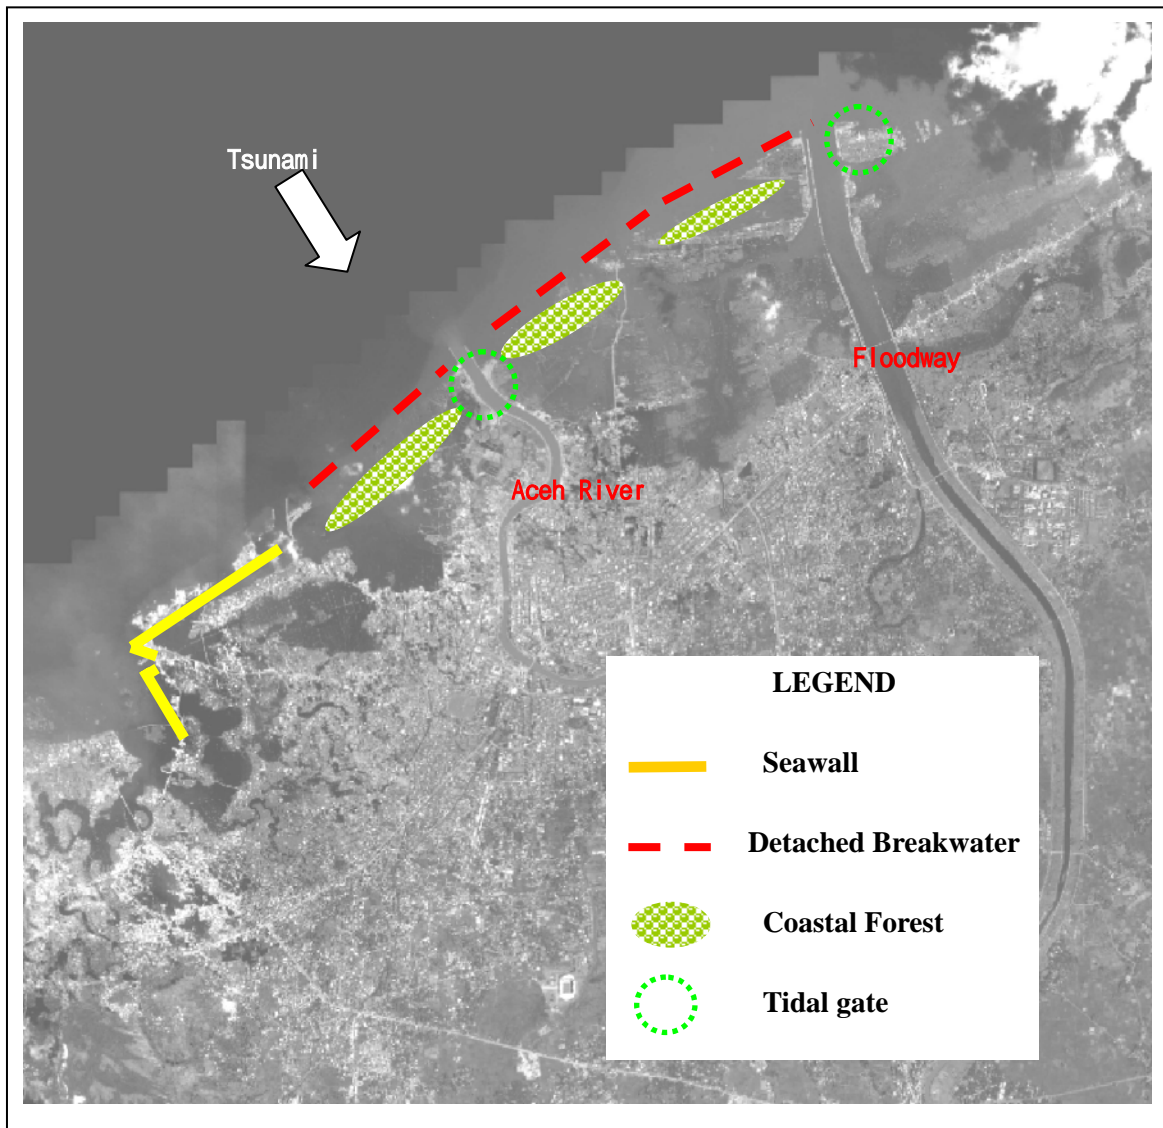 Tsunami
Floodway
Aceh River
LEGEND
Seawall
Detached Breakwater
Coastal Forest
Tidal gate